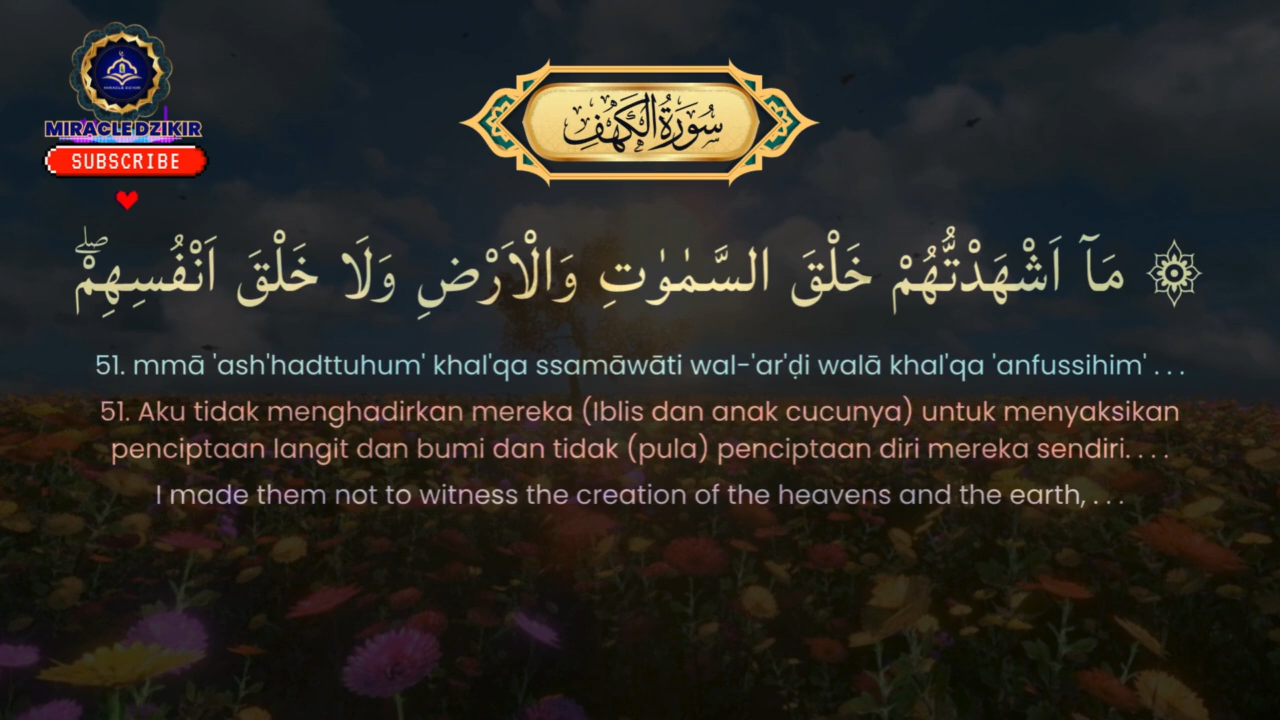 MIRACLE DZIKIR
SUBSCRIBE
سُوْرَةُ الْكَهْفِ
۞ مَآ اَشْهَدْتُّهُمْ خَلْقَ السَّمٰوٰتِ وَالْاَرْضِ وَلَا خَلْقَ اَنْفُسِهِمْۖ
51. mmā 'ash'hadttuhum' khal'qa ssamāwāti wal-'ar'ḍi walā khal'qa 'anfussihim' . . .
51. Aku tidak menghadirkan mereka (Iblis dan anak cucunya) untuk menyaksikan
penciptaan langit dan bumi dan tidak (pula) penciptaan diri mereka sendiri. . . .
I made them not to witness the creation of the heavens and the earth, . . .